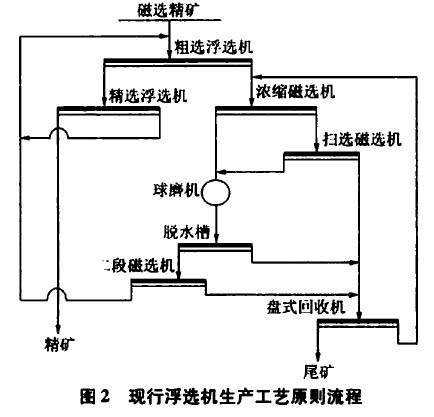 磁选精矿
粗选浮选机
精选浮选机
浓缩磁选机
扫选磁选机
球磨机
脱水槽
二段磁选机
盘式回收机
精矿
尾矿
图2 现行浮选机生产工艺原则流程